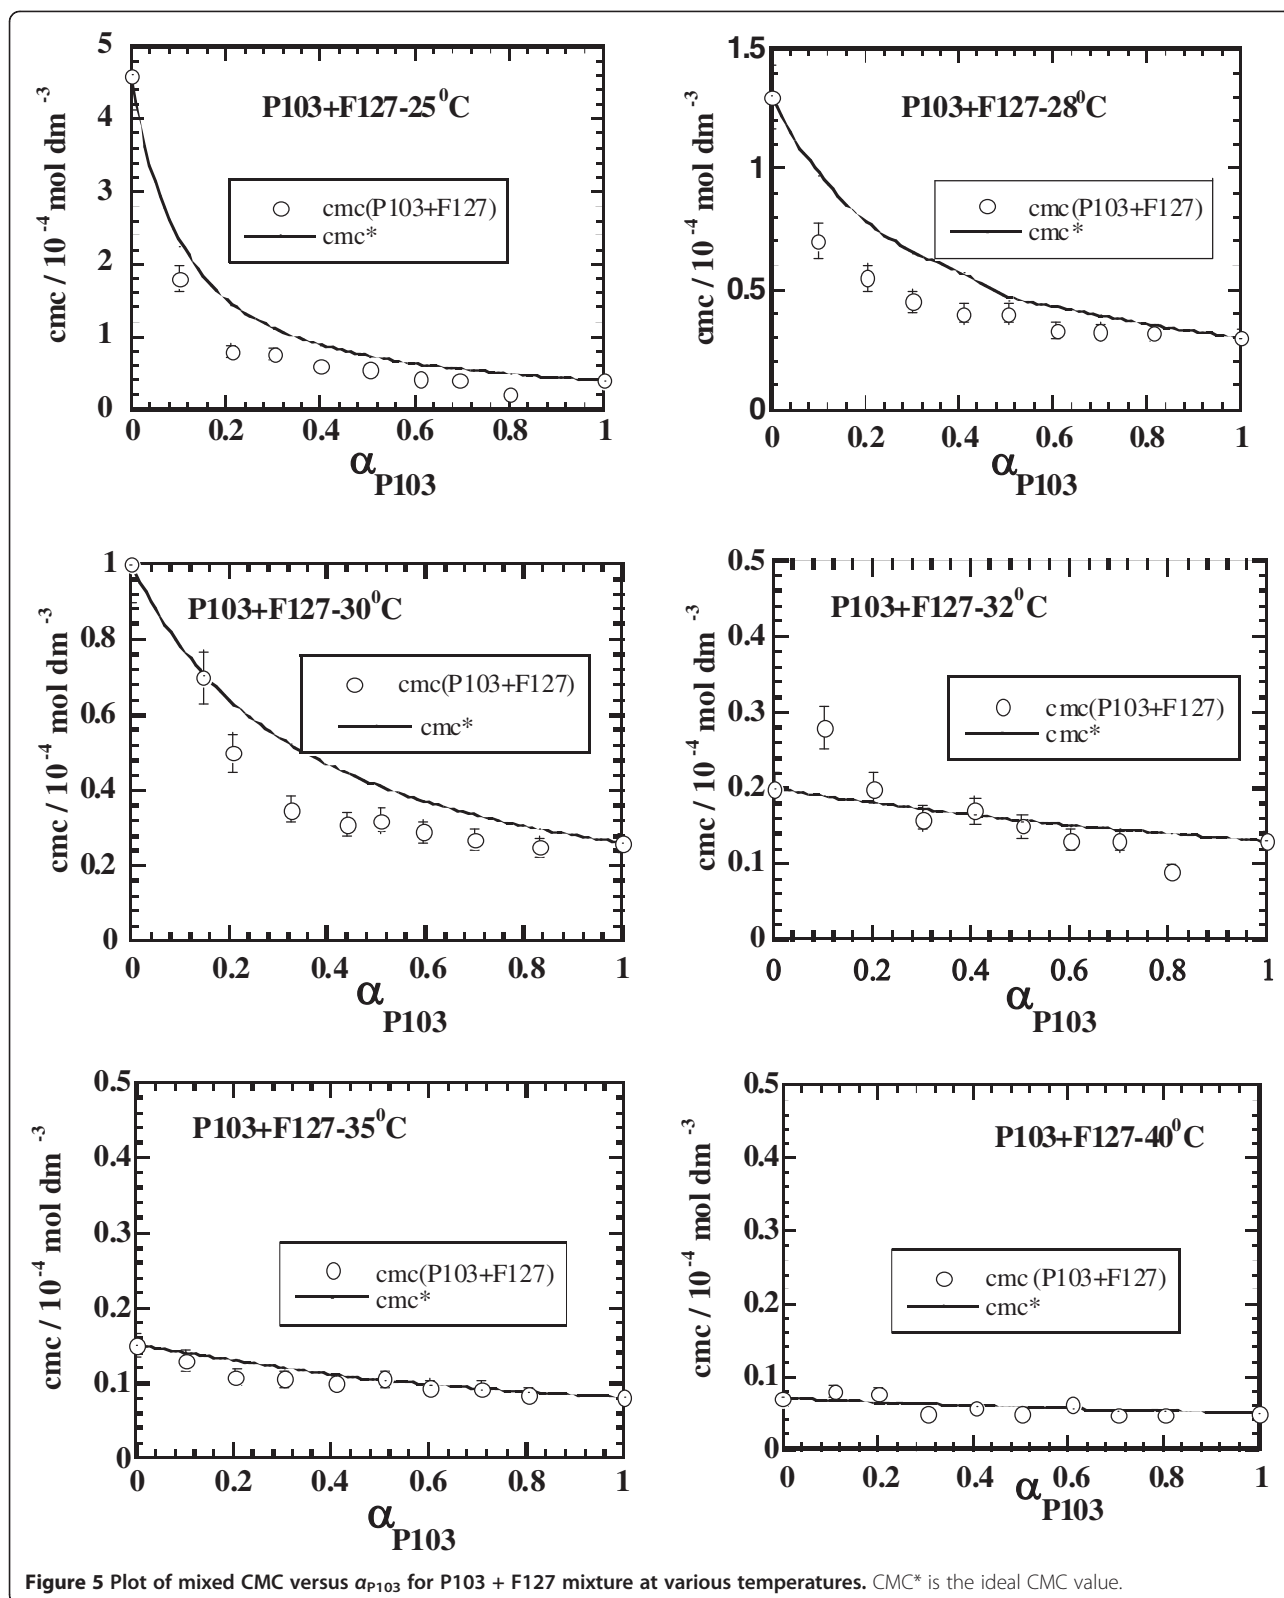 5
4
3
2
1
0
cmc / 10⁻⁴ mol dm⁻³
P103+F127-25⁰C
cmc(P103+F127)
cmc*
0 0.2 0.4 0.6 0.8 1
α P103
1.5
1
0.5
0
cmc / 10⁻⁴ mol dm⁻³
P103+F127-28⁰C
cmc(P103+F127)
cmc*
0 0.2 0.4 0.6 0.8 1
α P103
1
0.8
0.6
0.4
0.2
0
cmc / 10⁻⁴ mol dm⁻³
P103+F127-30⁰C
cmc(P103+F127)
cmc*
0 0.2 0.4 0.6 0.8 1
α P103
0.5
0.4
0.3
0.2
0.1
0
cmc / 10⁻⁴ mol dm⁻³
P103+F127-32⁰C
cmc(P103+F127)
cmc*
0 0.2 0.4 0.6 0.8 1
α P103
0.5
0.4
0.3
0.2
0.1
0
cmc / 10⁻⁴ mol dm⁻³
P103+F127-35⁰C
cmc(P103+F127)
cmc*
0 0.2 0.4 0.6 0.8 1
α P103
0.5
0.4
0.3
0.2
0.1
0
cmc / 10⁻⁴ mol dm⁻³
P103+F127-40⁰C
cmc (P103+F127)
cmc*
0 0.2 0.4 0.6 0.8 1
α P103
Figure 5 Plot of mixed CMC versus α P103 for P103 + F127 mixture at various temperatures. CMC* is the ideal CMC value.